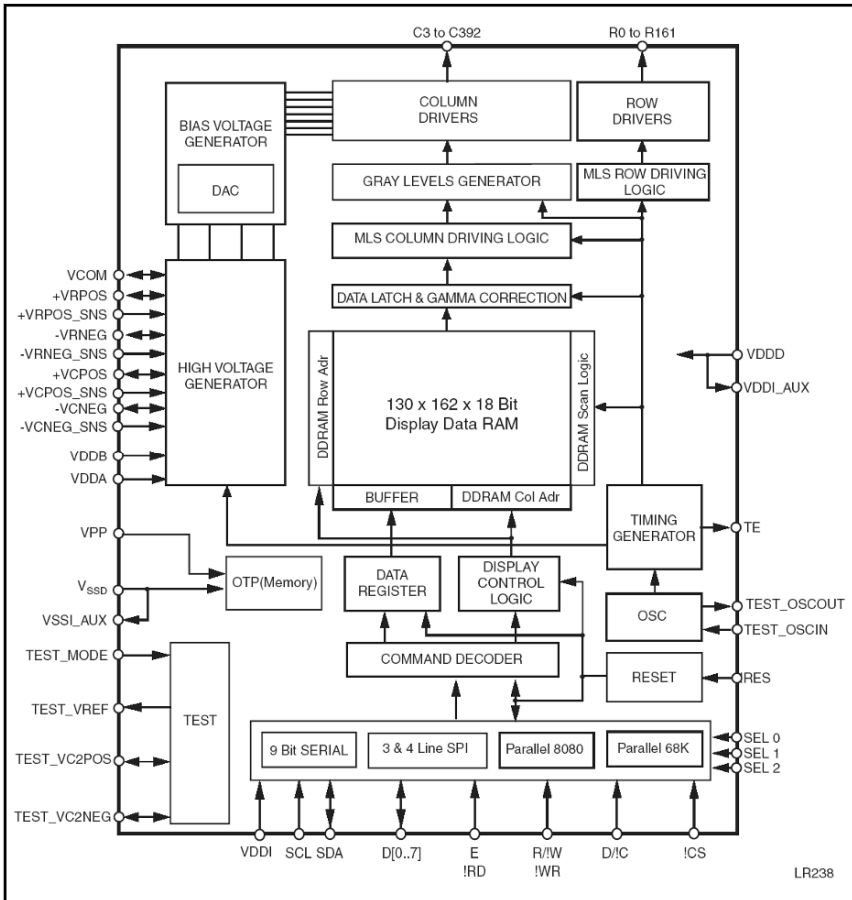 C3 to C392
R0 to R161
BIAS VOLTAGE
GENERATOR
DAC
COLUMN
DRIVERS
ROW
DRIVERS
GRAY LEVELS GENERATOR
MLS ROW DRIVING
LOGIC
MLS COLUMN DRIVING LOGIC
DATA LATCH & GAMMA CORRECTION
VCOM
+VRPOS
+VRPOS_SNS
-VRNEG
-VRNEG_SNS
+VCPOS
+VCPOS_SNS
-VCNEG
-VCNEG_SNS
VDDB
VDDA
HIGH VOLTAGE
GENERATOR
DDRAM Row Adr
130 x 162 x 18 Bit
Display Data RAM
DDRAM Scan Logic
VDDD
VDDI_AUX
BUFFER
DDRAM Col Adr
TIMING
GENERATOR
TE
VPP
VSSD
VSSI_AUX
OTP(Memory)
DATA
REGISTER
DISPLAY
CONTROL
LOGIC
OSC
TEST_OSCOUT
TEST_OSCIN
COMMAND DECODER
RESET
!RES
TEST_MODE
TEST_VREF
TEST_VC2POS
TEST_VC2NEG
TEST
9 Bit SERIAL
3 & 4 Line SPI
Parallel 8080
Parallel 68K
SEL 0
SEL 1
SEL 2
VDDI
SCL
SDA
D[0..7]
E
!RD
R/!W
!WR
D/!C
!CS
LR238